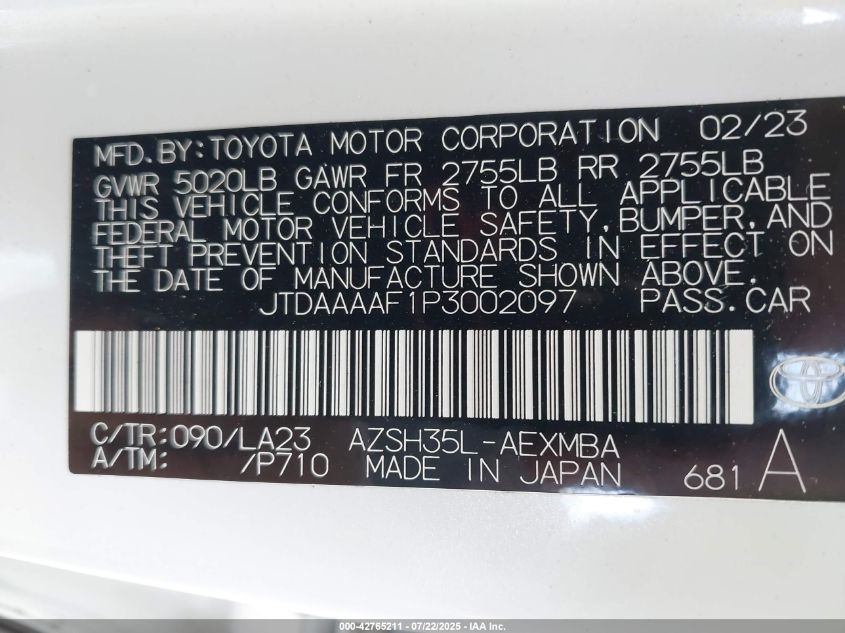 MFD.BY:TOYOTA MOTOR CORPORATION 02/23
GVWR 5020LB GAWR FR 2755LB RR 2755LB
THIS VEHICLE CONFORMS TO ALL APPLICABLE
FEDERAL MOTOR VEHICLE SAFETY,BUMPER,AND
THEFT PREVENTION STANDARDS IN EFFECT ON
THE DATE OF MANUFACTURE SHOWN ABOVE.
JTDAAAAF1P3002097 PASS.CAR
C/TR:090/LA23 AZSH35L-AEXMBA
A/TM: /P710 MADE IN JAPAN 681 A
000-42765211 - 07/22/2025 - IAA Inc.